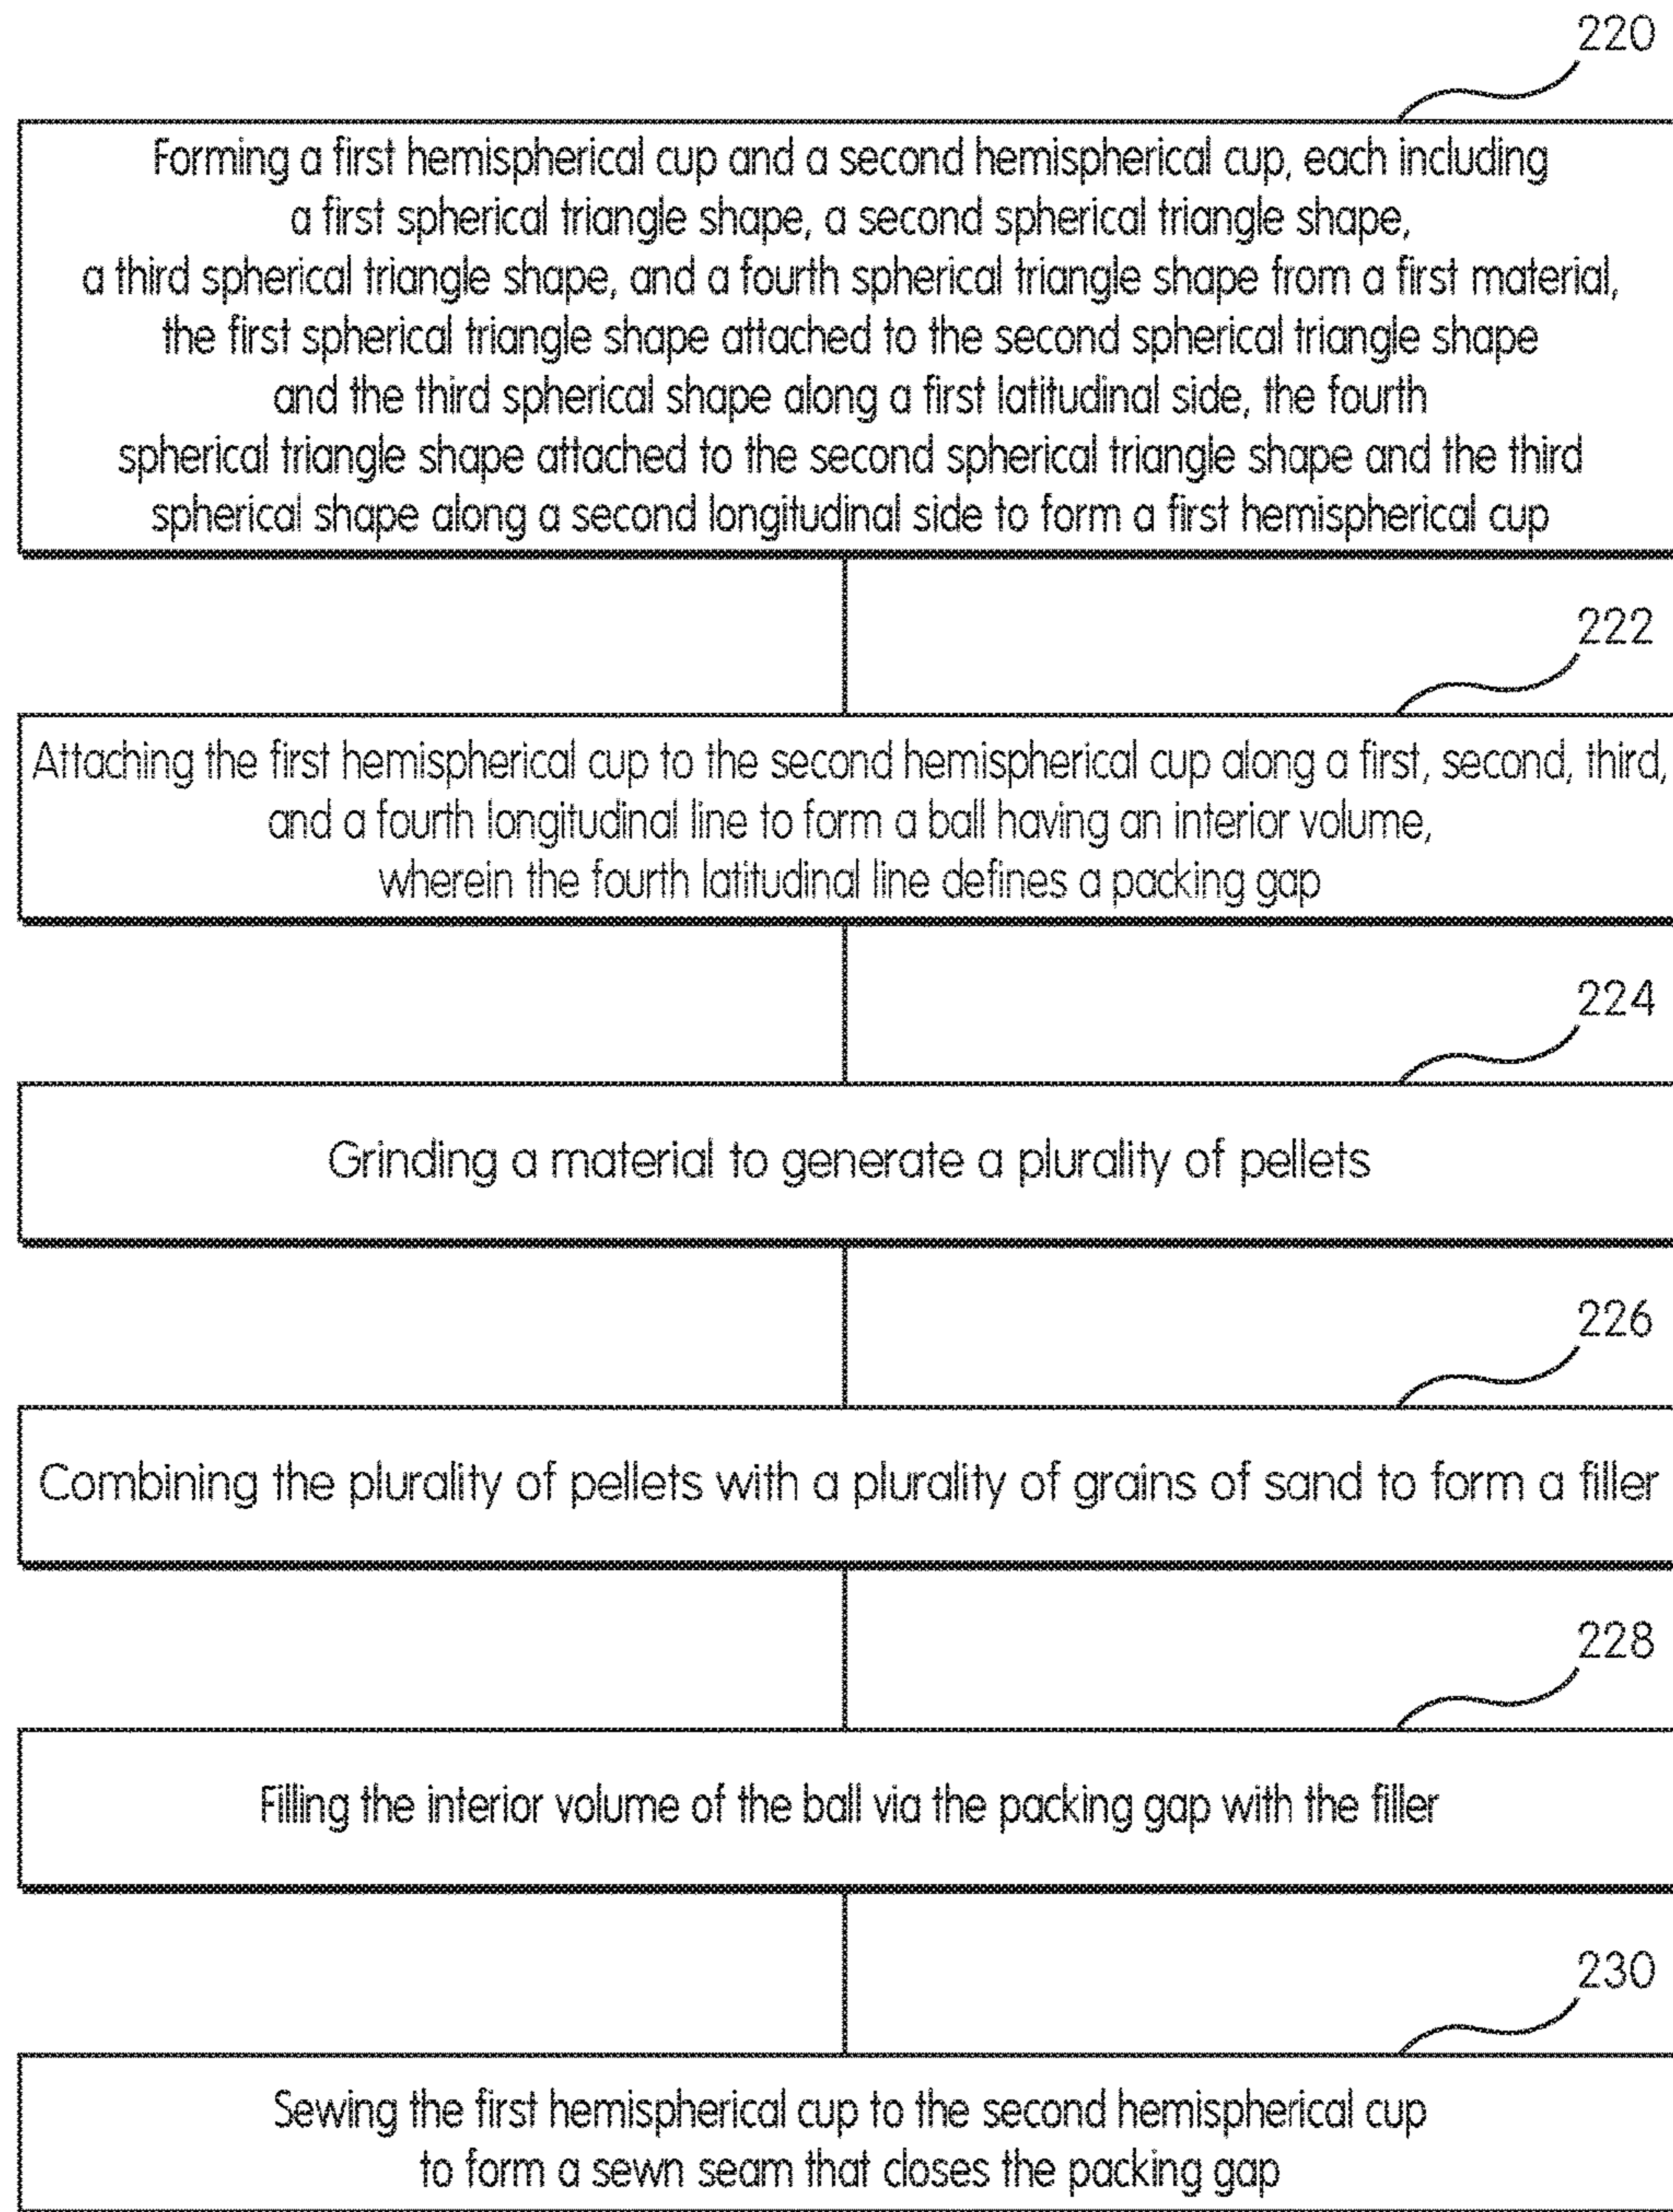 220
Forming a first hemispherical cup and a second hemispherical cup, each including
a first spherical triangle shape, a second spherical triangle shape,
a third spherical triangle shape, and a fourth spherical triangle shape from a first material,
the first spherical triangle shape attached to the second spherical triangle shape
and the third spherical shape along a first latitudinal side, the fourth
spherical triangle shape attached to the second spherical triangle shape and the third
spherical shape along a second longitudinal side to form a first hemispherical cup
222
Attaching the first hemispherical cup to the second hemispherical cup along a first, second, third,
and a fourth longitudinal line to form a ball having an interior volume,
wherein the fourth latitudinal line defines a packing gap
224
Grinding a material to generate a plurality of pellets
226
Combining the plurality of pellets with a plurality of grains of sand to form a filler
228
Filling the interior volume of the ball via the packing gap with the filler
230
Sewing the first hemispherical cup to the second hemispherical cup
to form a sewn seam that closes the packing gap